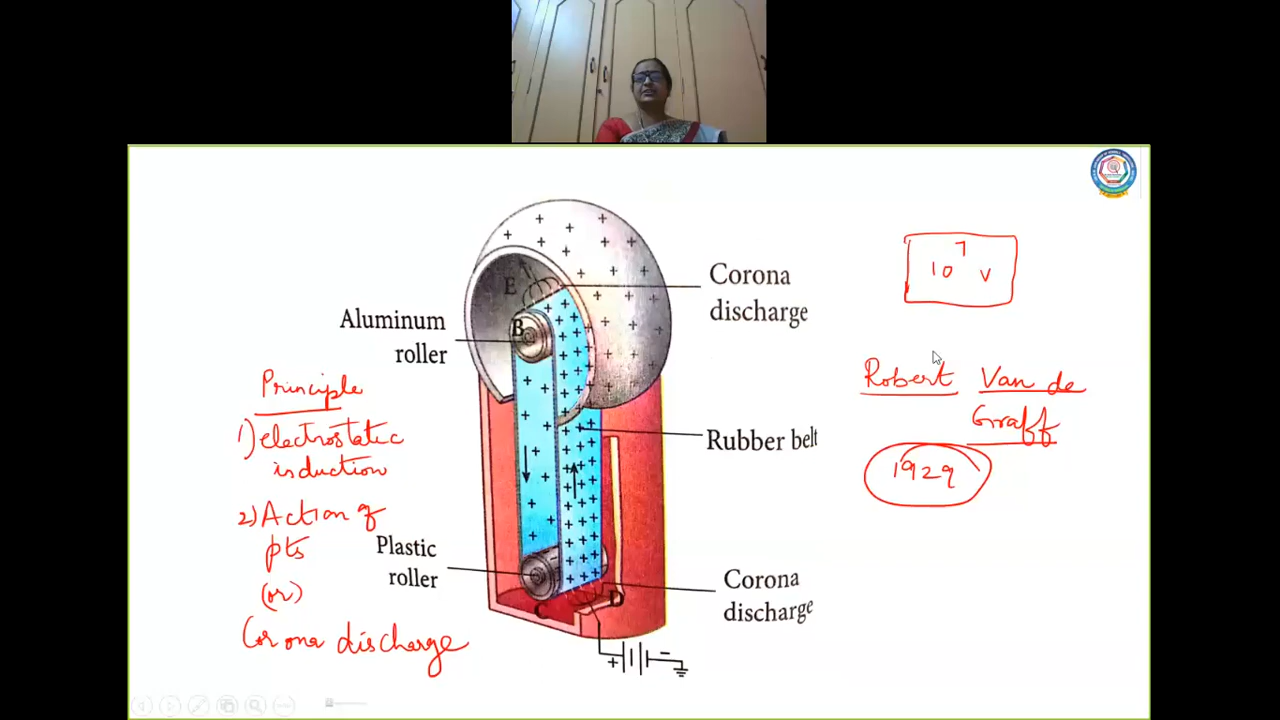 Corona
discharge
Aluminum
roller
E
B
Rubber belt
Plastic
roller
Corona
discharge
C
D
Principle
1) electrostatic
induction
2) Action of
pts
(or)
Corona discharge
10⁷ V
Robert Van de
Graff
1929